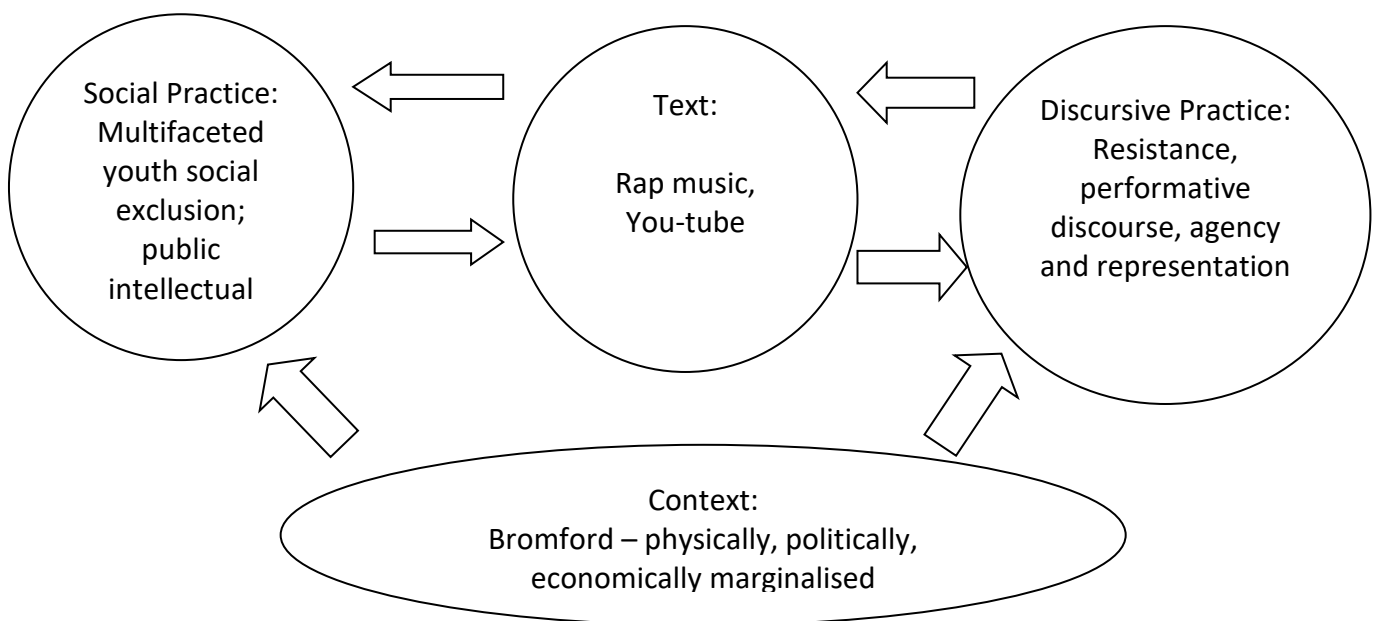 Social Practice:
Multifaceted
youth social
exclusion;
public
intellectual
Text:
Rap music,
You-tube
Discursive Practice:
Resistance,
performative
discourse, agency
and representation
Context:
Bromford – physically, politically,
economically marginalised